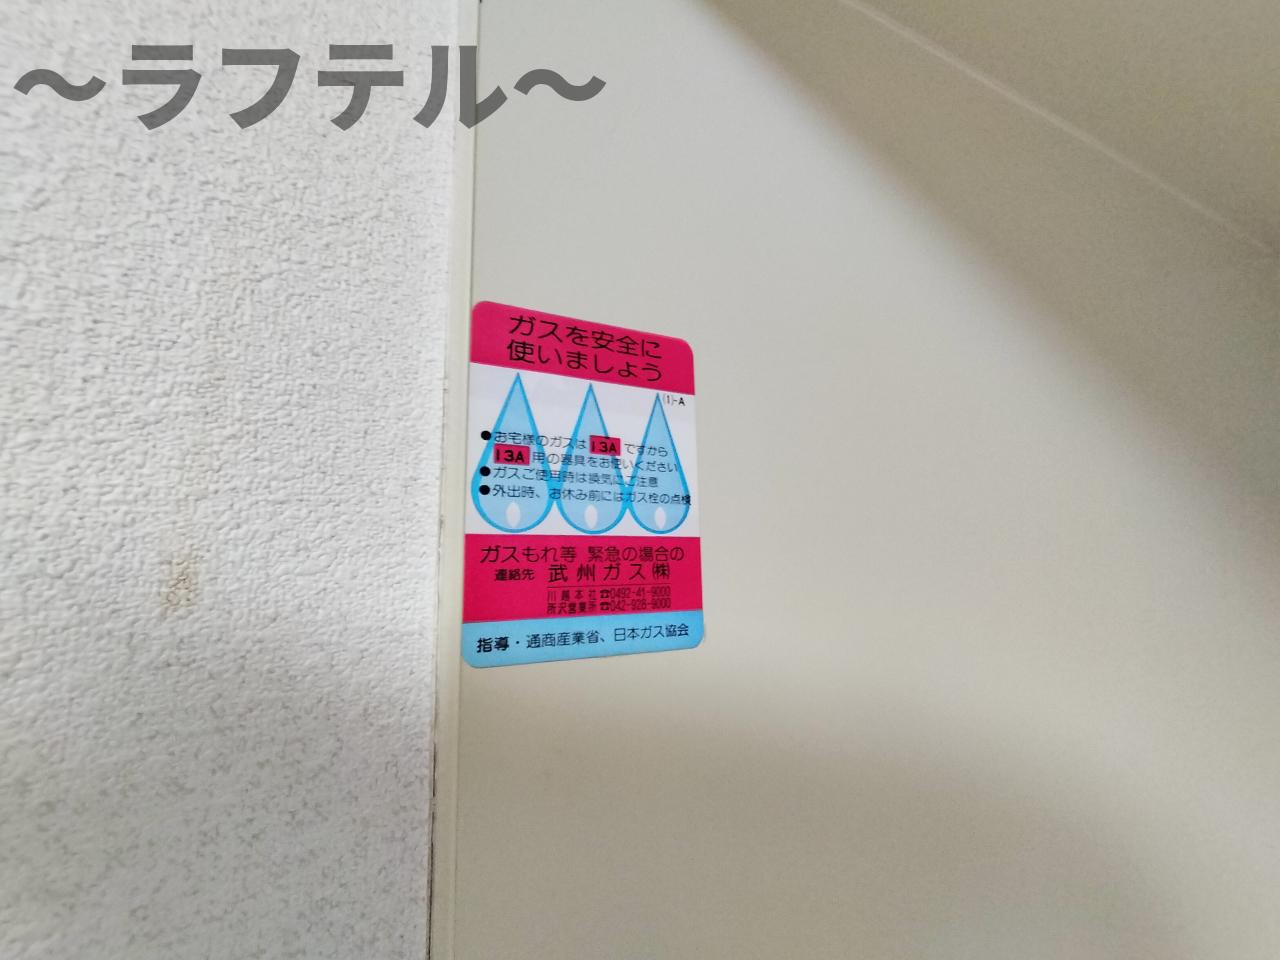 〜ラフテル〜
ガスを安全に
使いましょう
(1)-A
●お宅様のガスは 13A ですから
13A 用の器具をお使いください
●ガスご使用時は換気にご注意
●外出時、お休み前にはガス栓の点検
ガスもれ等 緊急の場合の
連絡先 武州ガス㈱
川越本社 ☎0492-41-9000
所沢営業所 ☎042-926-9000
指導・通商産業省、日本ガス協会